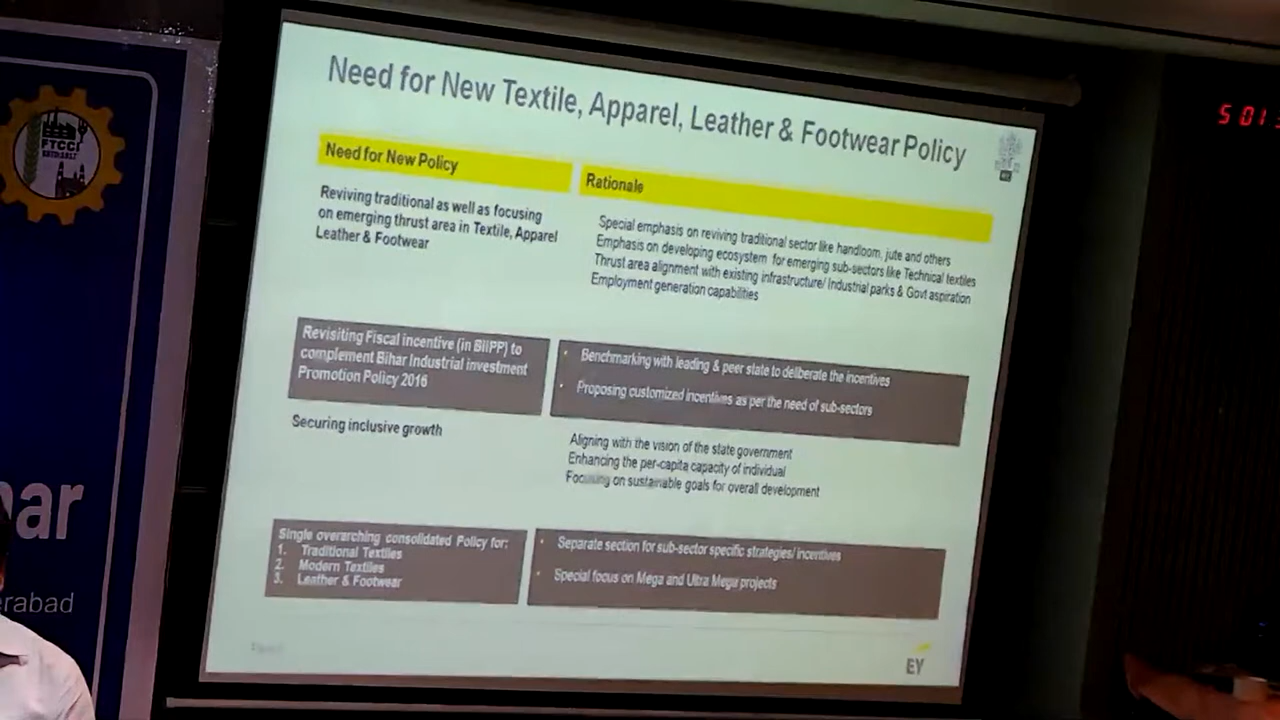 Need for New Textile, Apparel, Leather & Footwear Policy
Need for New Policy
Rationale
Reviving traditional as well as focusing
on emerging thrust area in Textile, Apparel
Leather & Footwear
Special emphasis on reviving traditional sector like handloom, jute and others
Emphasis on developing ecosystem for emerging sub-sectors like Technical textiles
Thrust area alignment with existing infrastructure/ Industrial parks & Govt aspiration
Employment generation capabilities
Revisiting Fiscal incentive (in BIIPP) to
complement Bihar Industrial investment
Promotion Policy 2016
• Benchmarking with leading & peer state to deliberate the incentives
• Proposing customized incentives as per the need of sub-sectors
Securing inclusive growth
Aligning with the vision of the state government
Enhancing the per-capita capacity of individual
Focusing on sustainable goals for overall development
Single overarching consolidated Policy for:
1. Traditional Textiles
2. Modern Textiles
3. Leather & Footwear
• Separate section for sub-sector specific strategies/ incentives
• Special focus on Mega and Ultra Mega projects
EY
FTCCI
ar
erabad
5 01